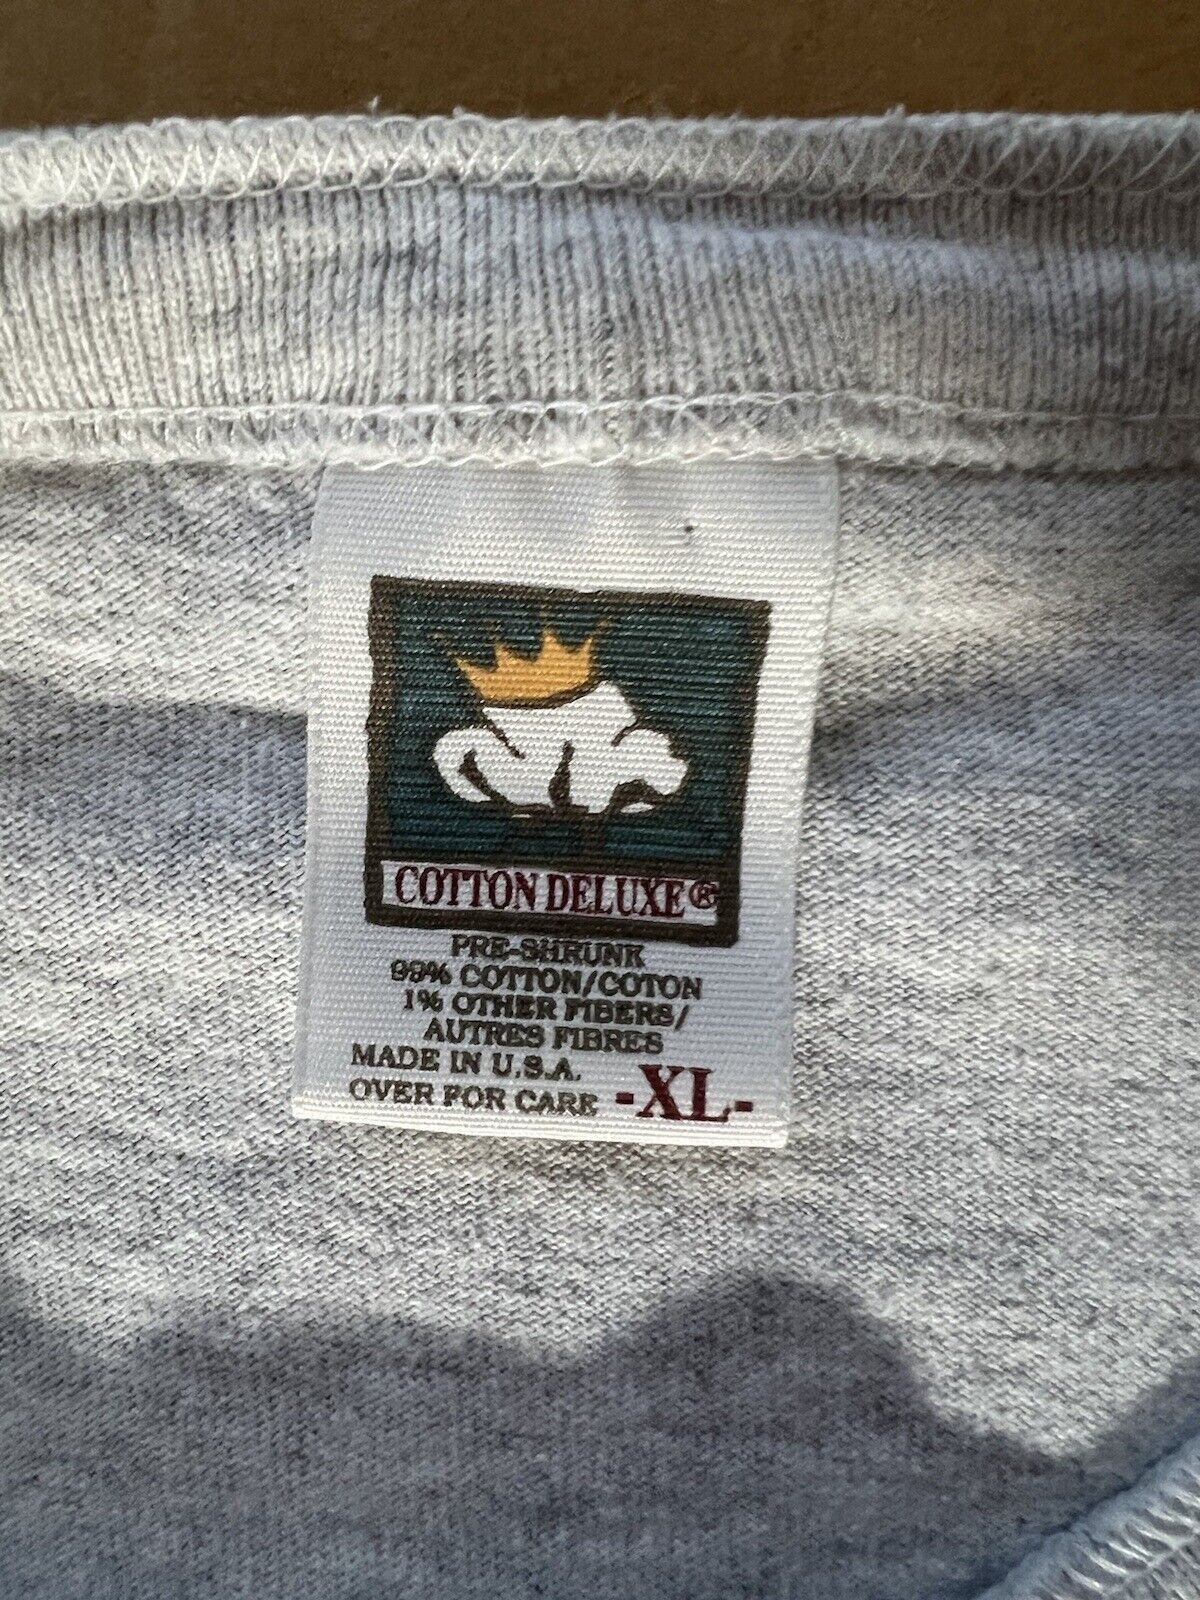 COTTON DELUXE®
PRE-SHRUNK
99% COTTON/COTON
1% OTHER FIBERS/
AUTRES FIBRES
MADE IN U.S.A.
OVER FOR CARE -XL-